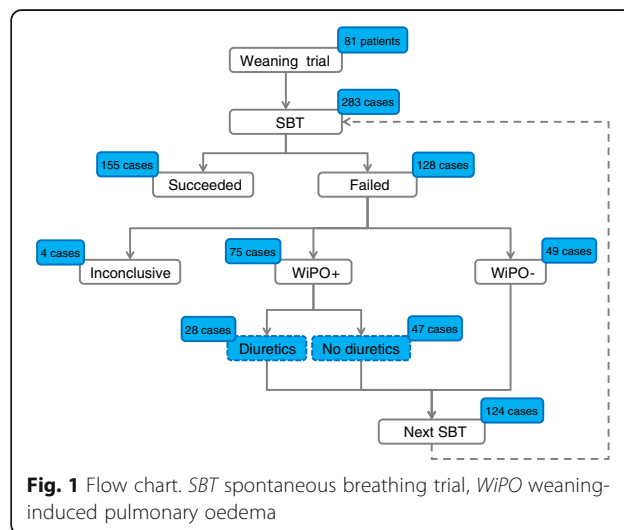 81 patients
Weaning trial
283 cases
SBT
155 cases
128 cases
Succeeded
Failed
4 cases
75 cases
49 cases
Inconclusive
WiPO+
WiPO-
28 cases
47 cases
Diuretics
No diuretics
124 cases
Next SBT
Fig. 1 Flow chart. SBT spontaneous breathing trial, WiPO weaning-
induced pulmonary oedema